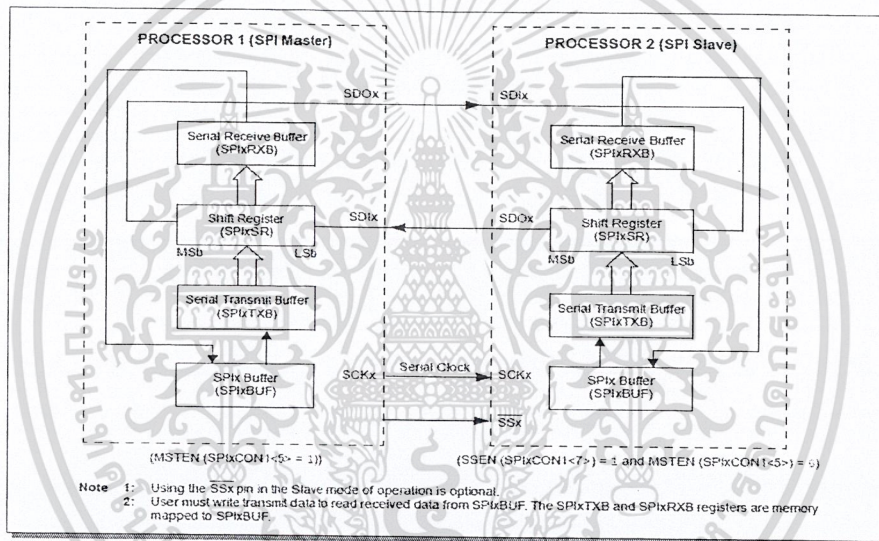 PROCESSOR 1 (SPI Master)
SDOx
Serial Receive Buffer
(SPIxRXB)
SDIx
Shift Register
(SPIxSR)
MSb LSb
Serial Transmit Buffer
(SPIxTXB)
SPIx Buffer
(SPIxBUF)
SCKx
Serial Clock
(MSTEN (SPIxCON1<5> = 1))
PROCESSOR 2 (SPI Slave)
SDIx
Serial Receive Buffer
(SPIxRXB)
SDOx
Shift Register
(SPIxSR)
MSb LSb
Serial Transmit Buffer
(SPIxTXB)
SCKx
SPIx Buffer
(SPIxBUF)
SSx
(SSEN (SPIxCON1<7>) = 1 and MSTEN (SPIxCON1<5>) = 0)
Note 1: Using the SSx pin in the Slave mode of operation is optional.
2: User must write transmit data to read received data from SPIxBUF. The SPIxTXB and SPIxRXB registers are memory
mapped to SPIxBUF.